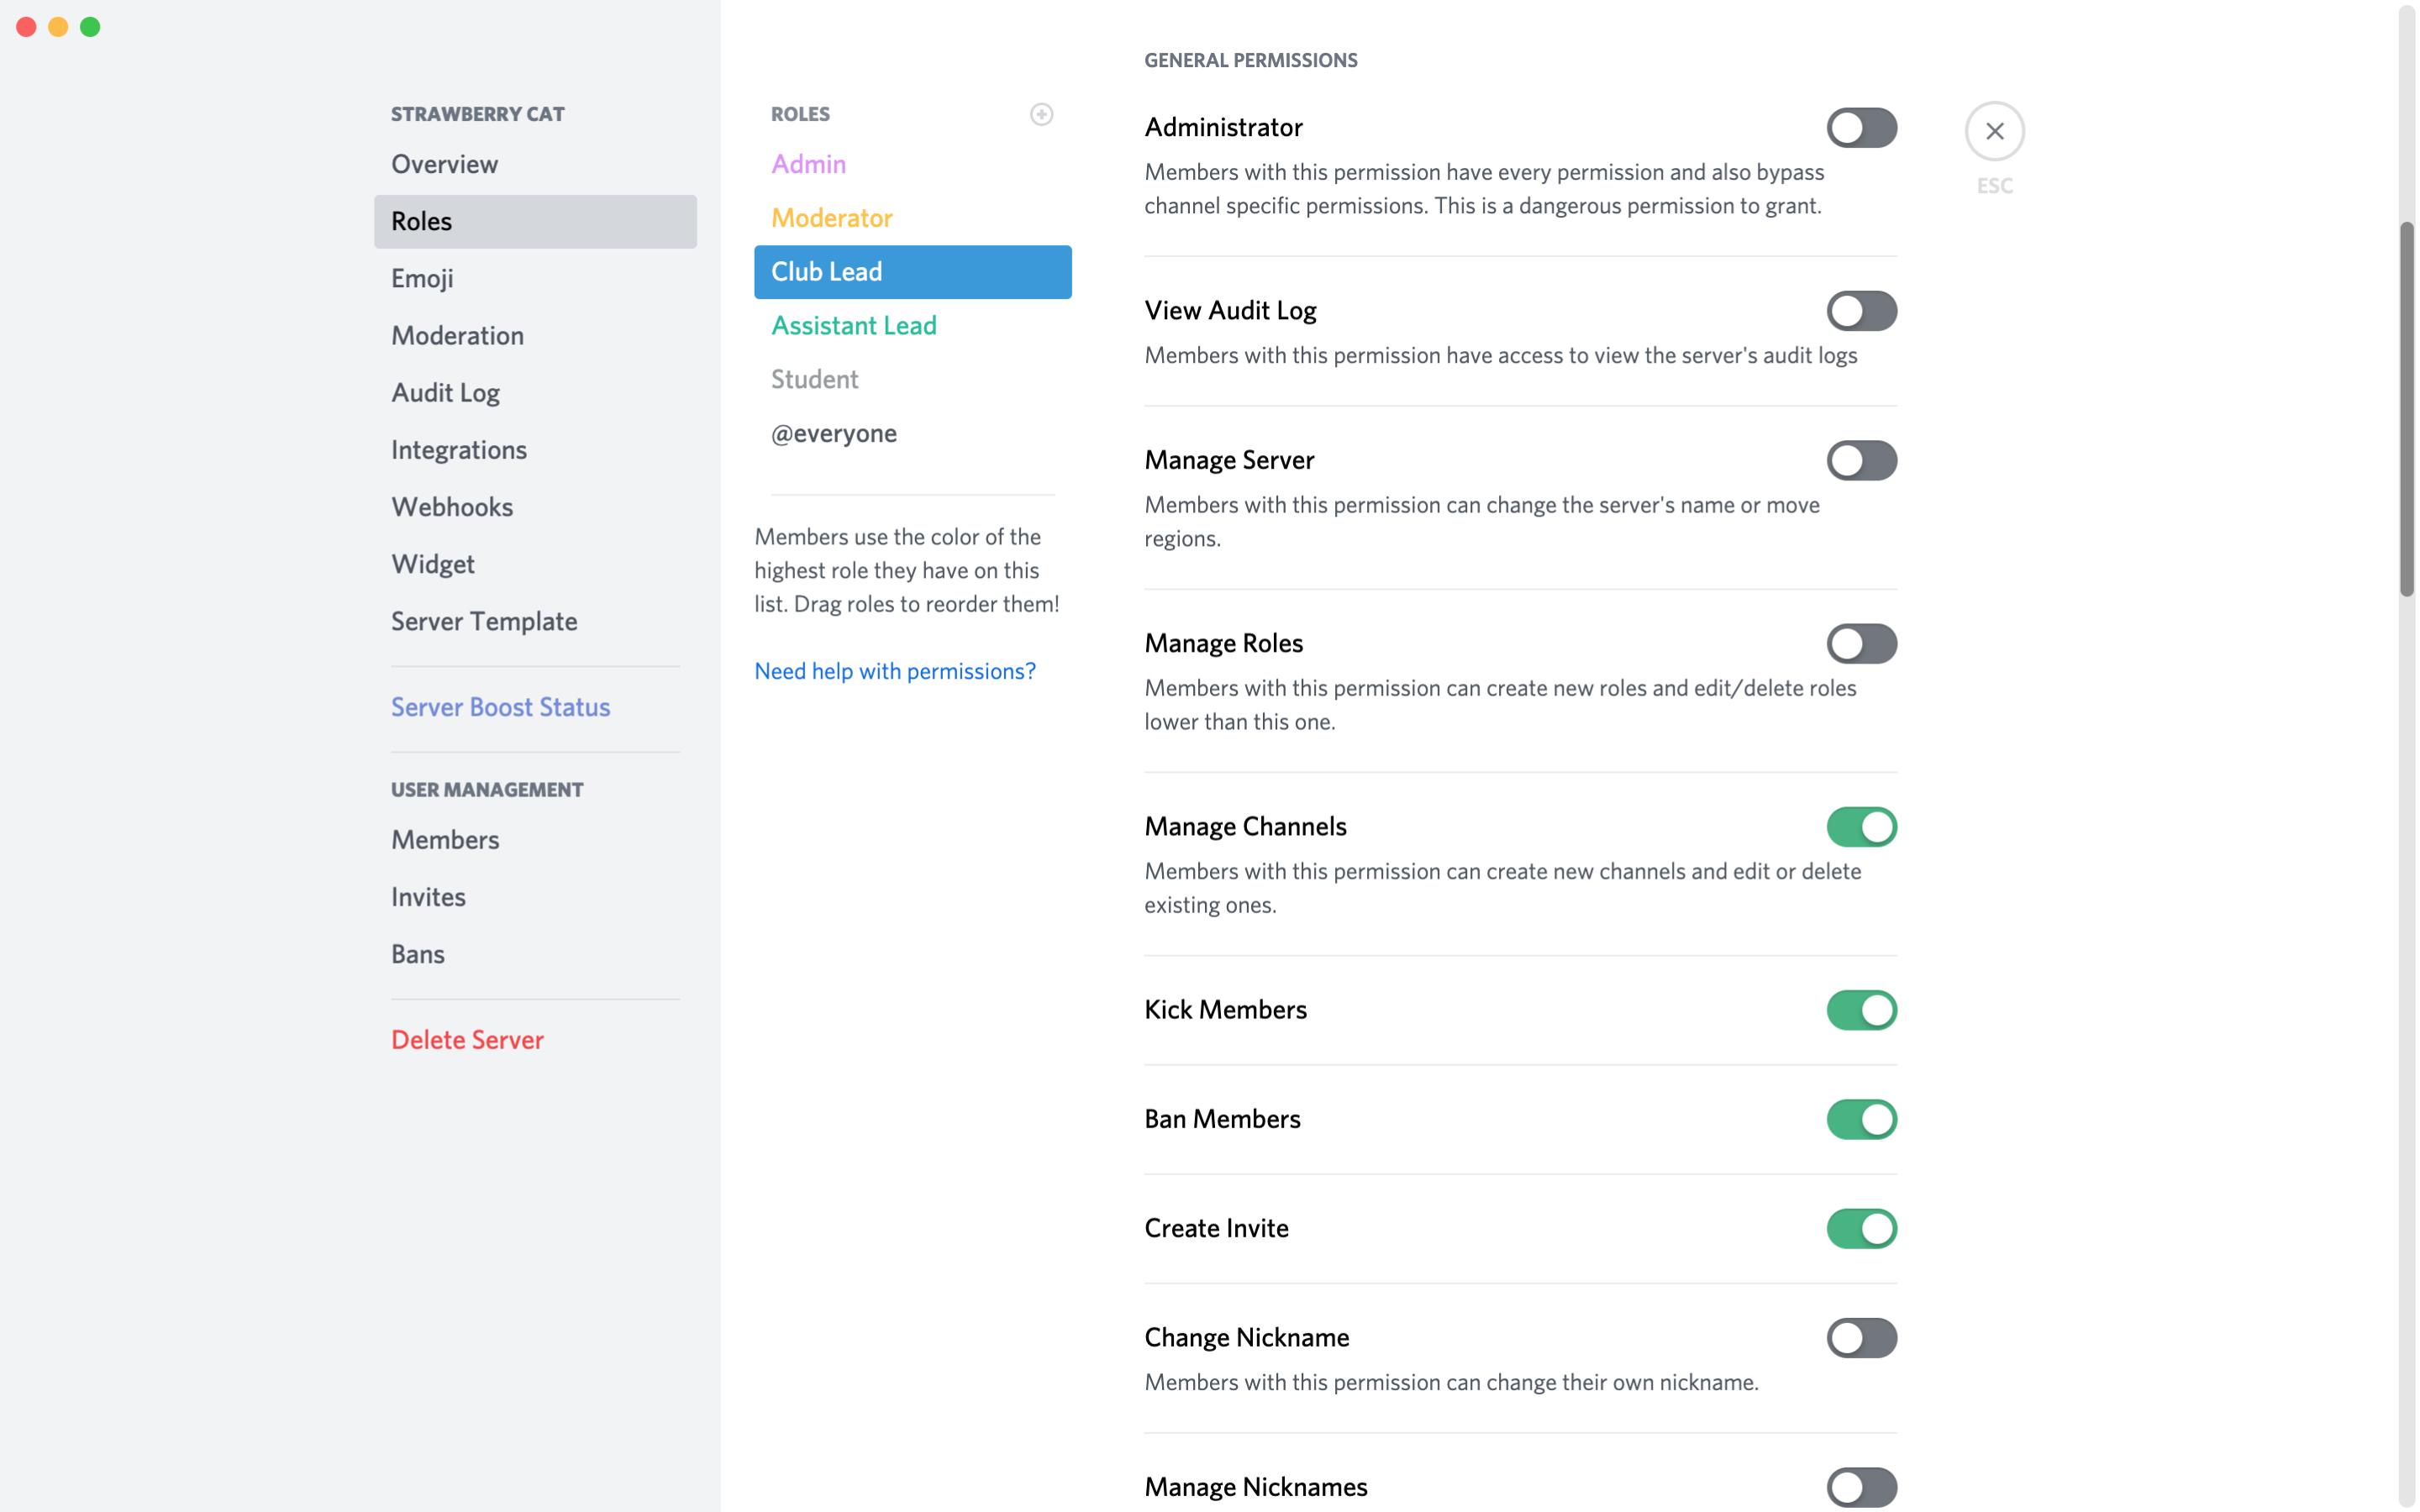 STRAWBERRY CAT
Overview
Roles
Emoji
Moderation
Audit Log
Integrations
Webhooks
Widget
Server Template
Server Boost Status
USER MANAGEMENT
Members
Invites
Bans
Delete Server
ROLES
Admin
Moderator
Club Lead
Assistant Lead
Student
@everyone
Members use the color of the
highest role they have on this
list. Drag roles to reorder them!
Need help with permissions?
GENERAL PERMISSIONS
Administrator
Members with this permission have every permission and also bypass
channel specific permissions. This is a dangerous permission to grant.
View Audit Log
Members with this permission have access to view the server's audit logs
Manage Server
Members with this permission can change the server's name or move
regions.
Manage Roles
Members with this permission can create new roles and edit/delete roles
lower than this one.
Manage Channels
Members with this permission can create new channels and edit or delete
existing ones.
Kick Members
Ban Members
Create Invite
Change Nickname
Members with this permission can change their own nickname.
Manage Nicknames
ESC